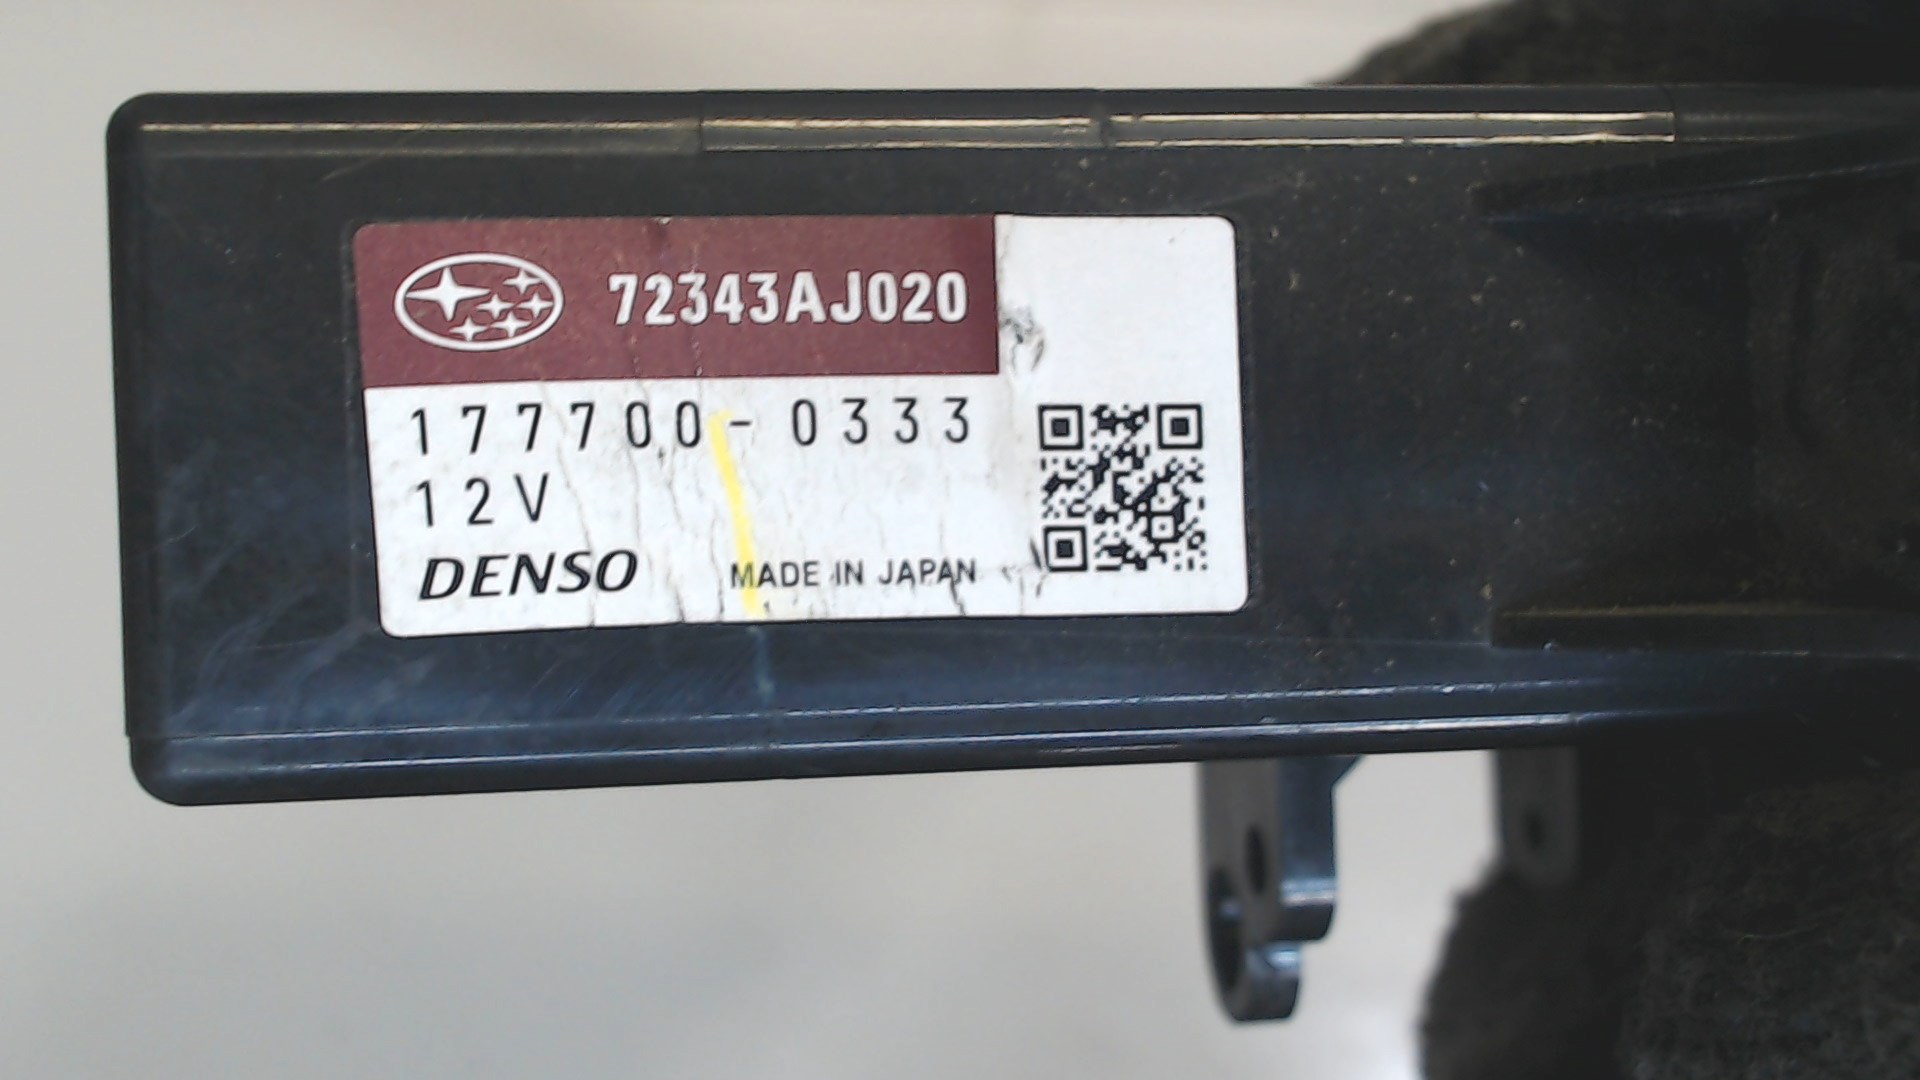 72343AJ020
177700-0333
12V
DENSO MADE IN JAPAN